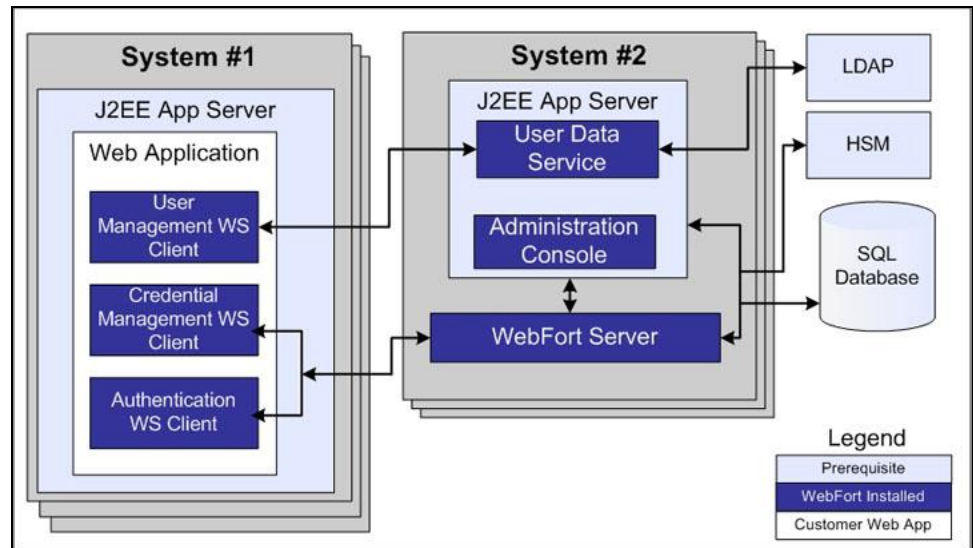 System #1
J2EE App Server
Web Application
User
Management WS
Client
Credential
Management WS
Client
Authentication
WS Client
System #2
J2EE App Server
User Data
Service
Administration
Console
WebFort Server
LDAP
HSM
SQL
Database
Legend
Prerequisite
WebFort Installed
Customer Web App